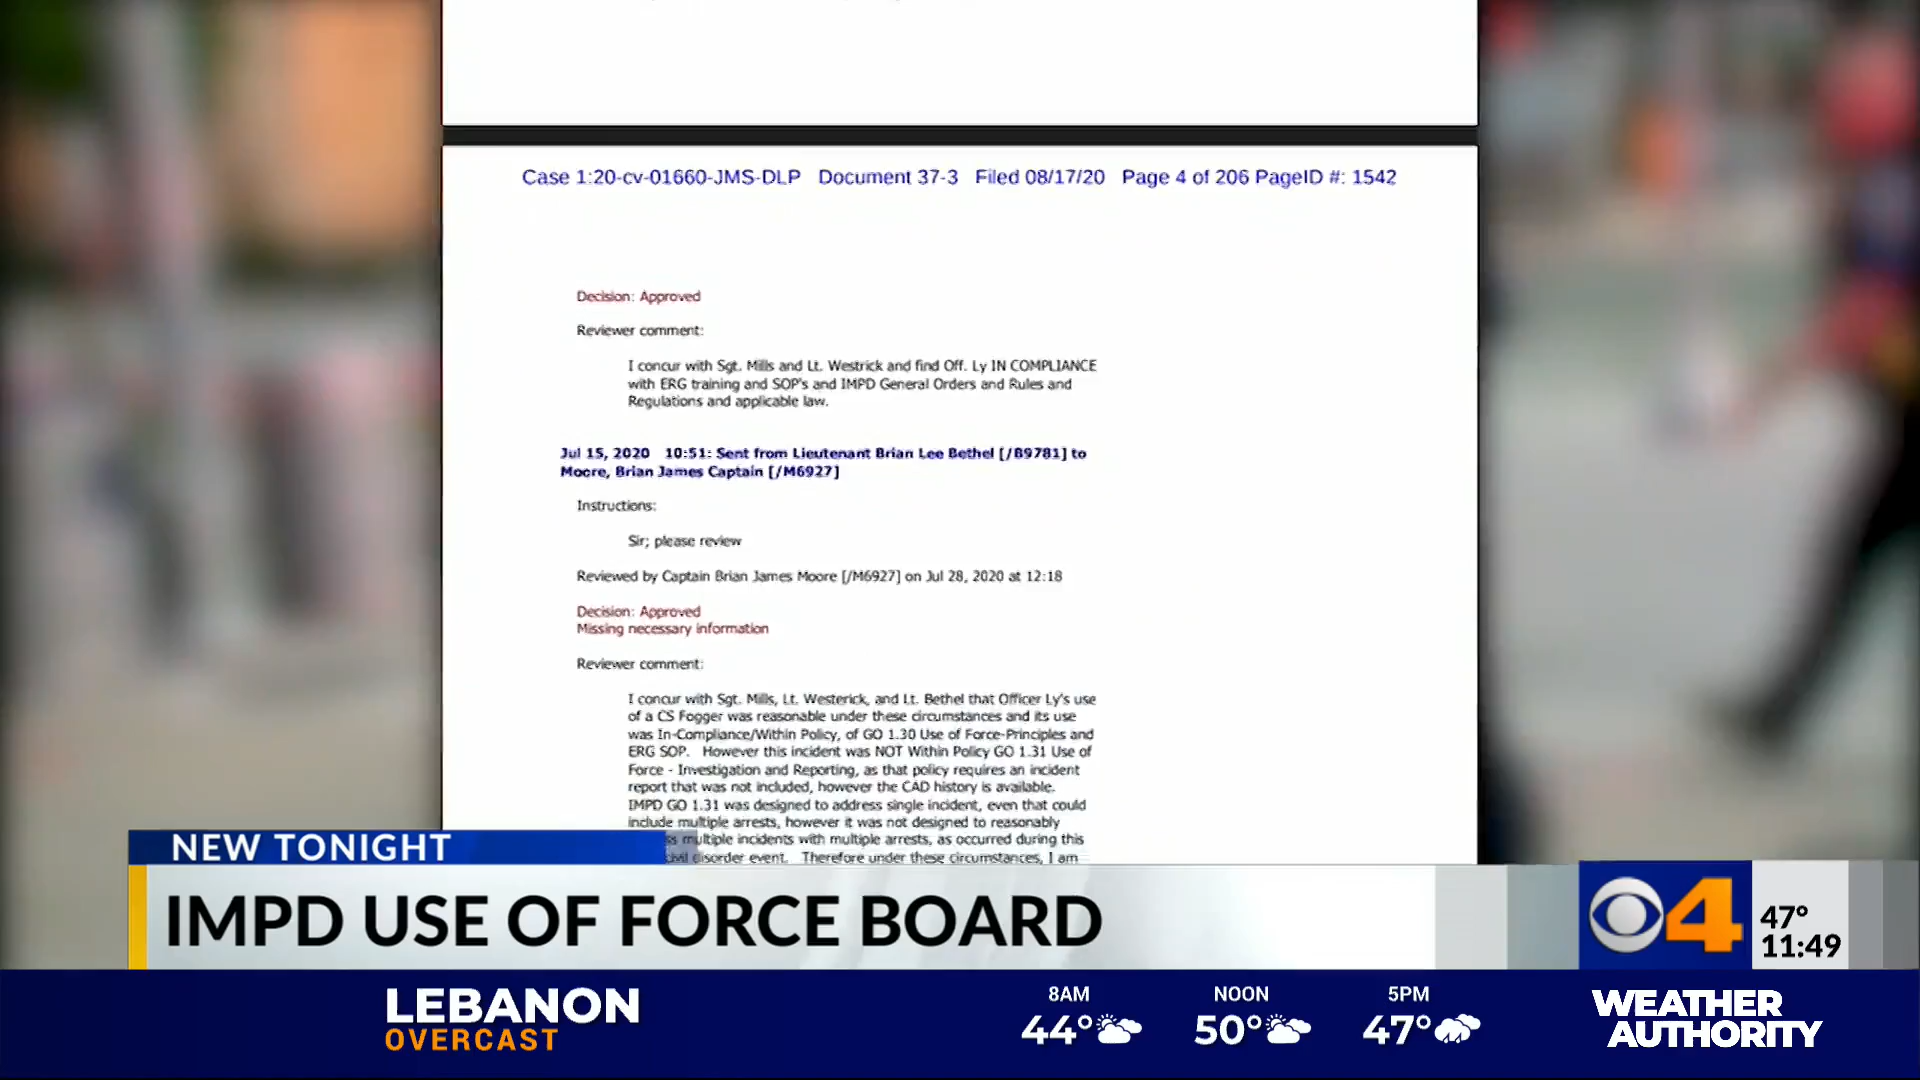 Case 1:20-cv-01660-JMS-DLP Document 37-3 Filed 08/17/20 Page 4 of 206 PageID #: 1542
Decision: Approved
Reviewer comment:
I concur with Sgt. Mills and Lt. Westrick and find Off. Ly IN COMPLIANCE
with ERG training and SOP's and IMPD General Orders and Rules and
Regulations and applicable law.
Jul 15, 2020 10:51: Sent from Lieutenant Brian Lee Bethel [/B9781] to
Moore, Brian James Captain [/M6927]
Instructions:
Sir; please review
Reviewed by Captain Brian James Moore [/M6927] on Jul 28, 2020 at 12:18
Decision: Approved
Missing necessary information
Reviewer comment:
I concur with Sgt. Mills, Lt. Westerick, and Lt. Bethel that Officer Ly's use
of a CS Fogger was reasonable under these circumstances and its use
was In-Compliance/Within Policy, of GO 1.30 Use of Force-Principles and
ERG SOP. However this incident was NOT Within Policy GO 1.31 Use of
Force - Investigation and Reporting, as that policy requires an incident
report that was not included, however the CAD history is available.
IMPD GO 1.31 was designed to address single incident, even that could
include multiple arrests, however it was not designed to reasonably
multiple incidents with multiple arrests, as occurred during this
civil disorder event. Therefore under these circumstances, I am
NEW TONIGHT
IMPD USE OF FORCE BOARD
4
47°
11:49
LEBANON
OVERCAST
8AM
44°
NOON
50°
5PM
47°
WEATHER
AUTHORITY